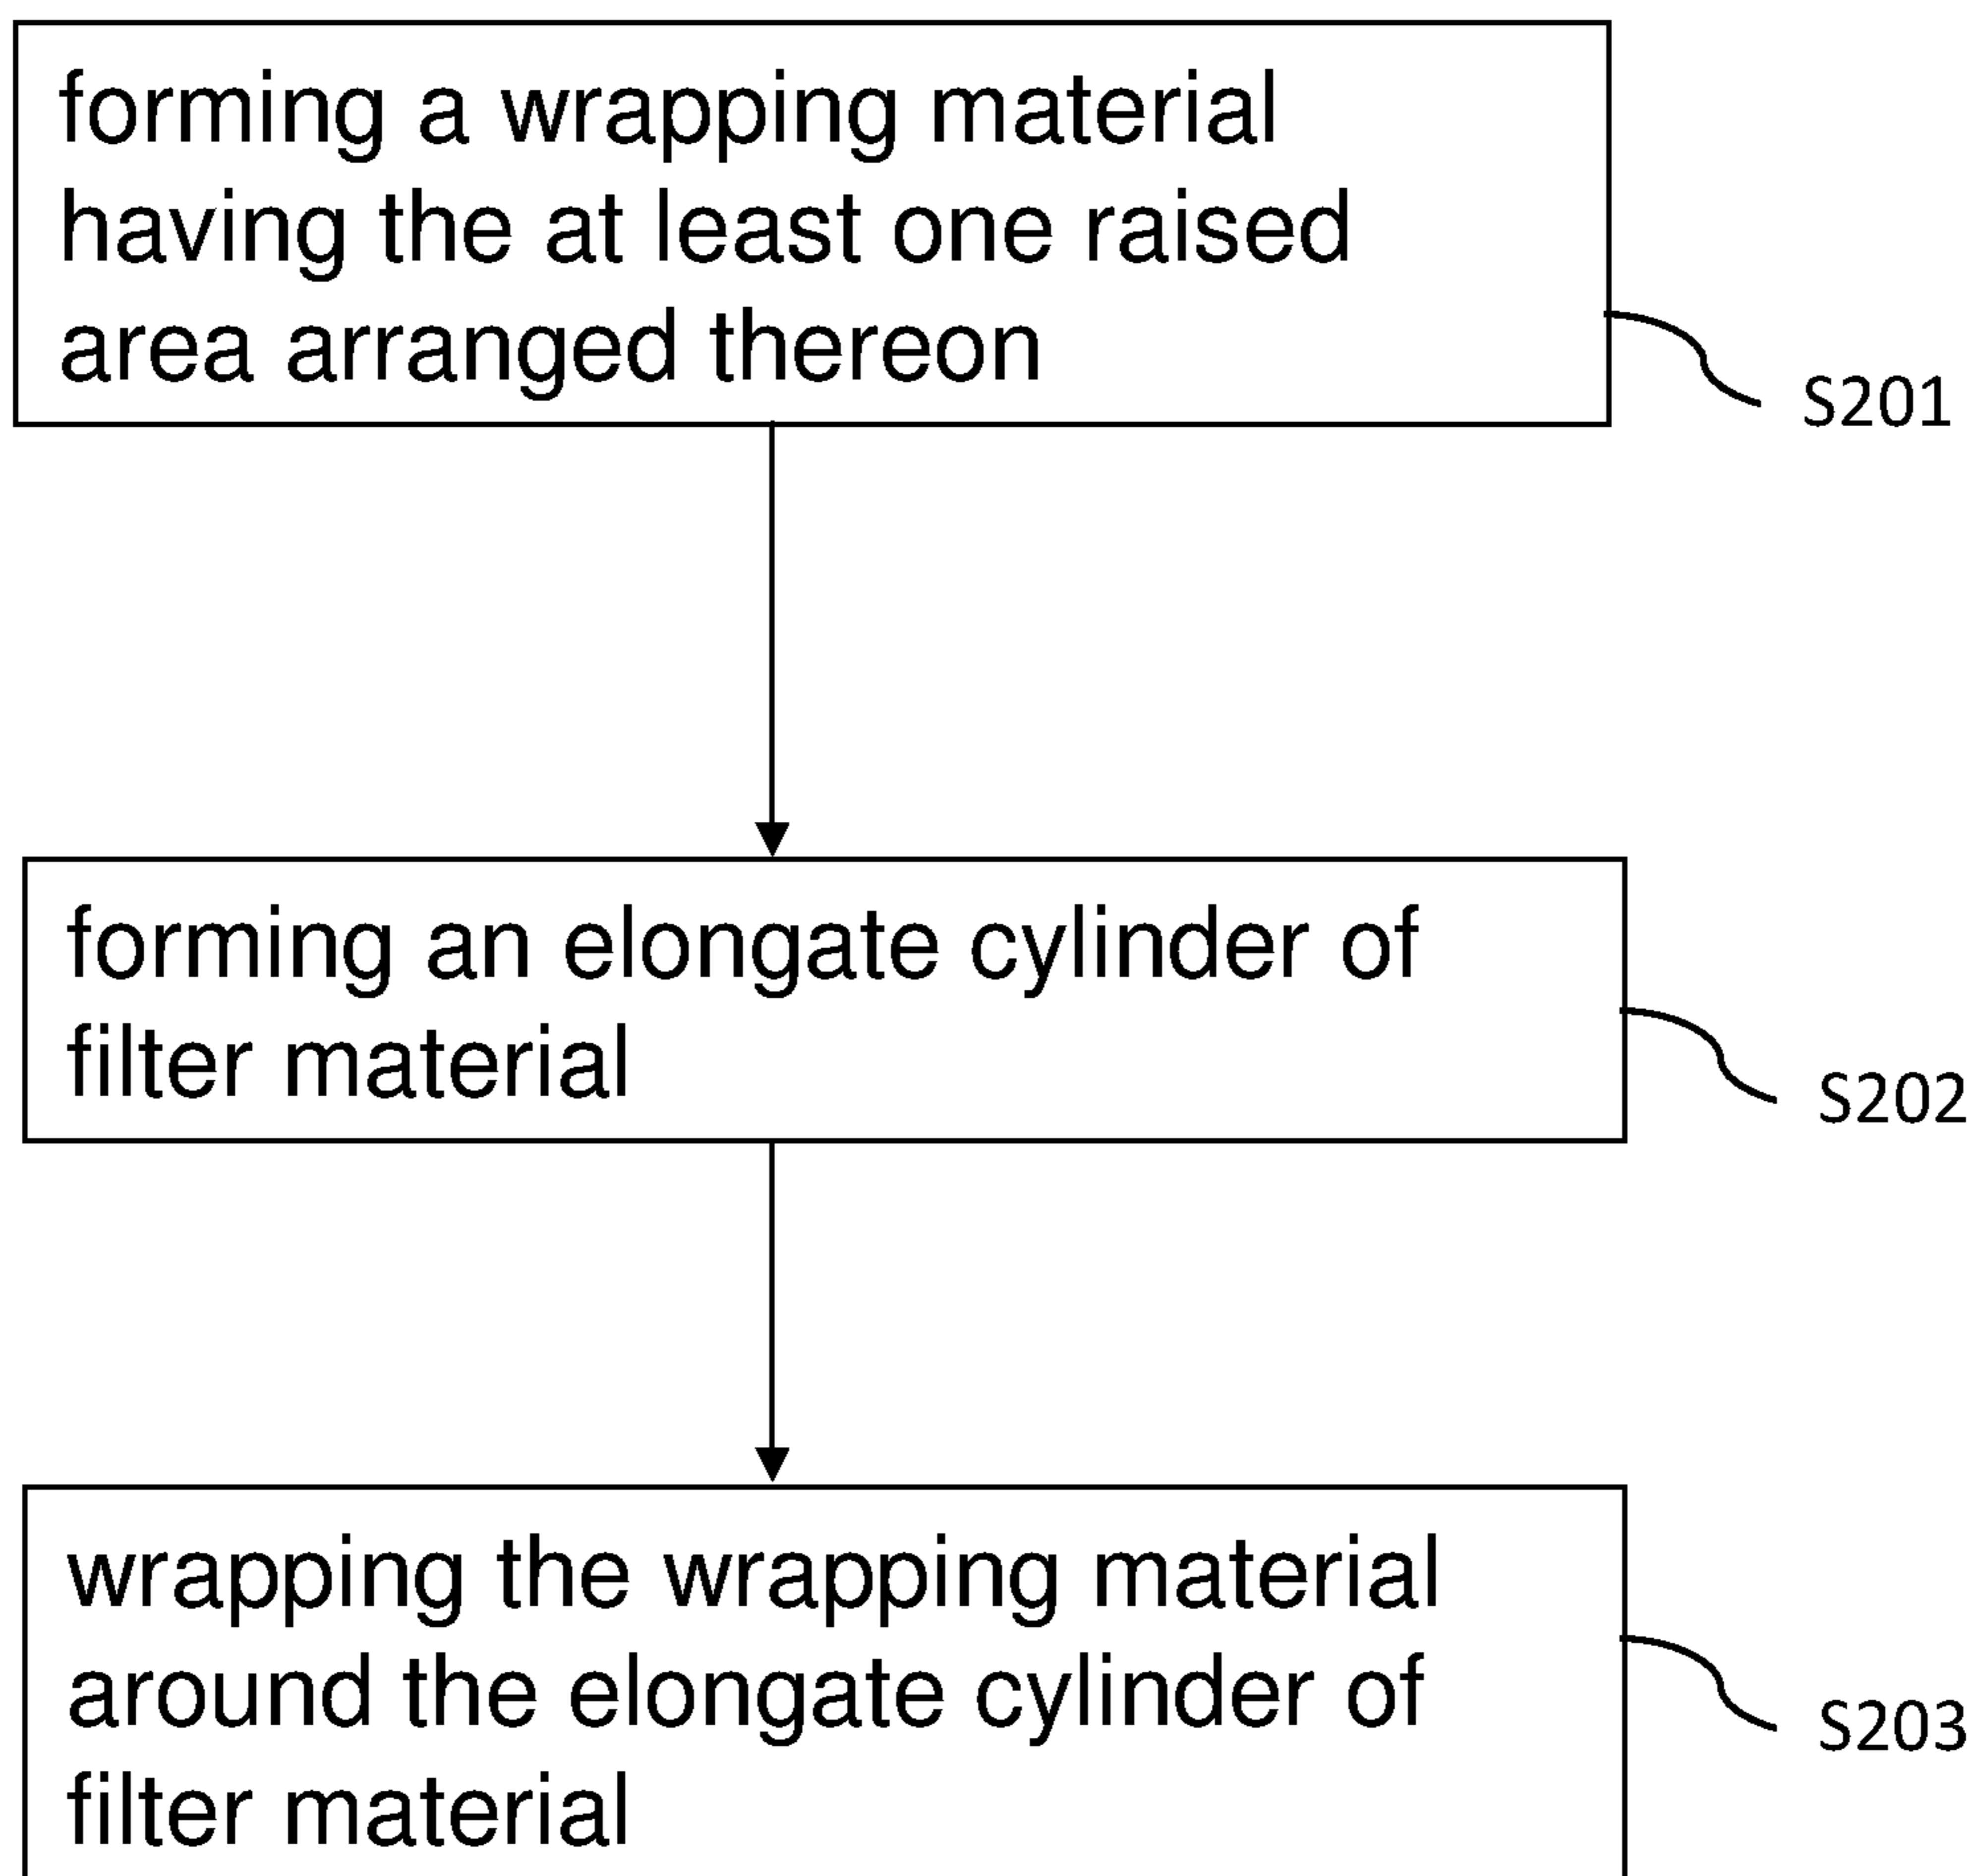 forming a wrapping material
having the at least one raised
area arranged thereon
S201
forming an elongate cylinder of
filter material
S202
wrapping the wrapping material
around the elongate cylinder of
filter material
S203